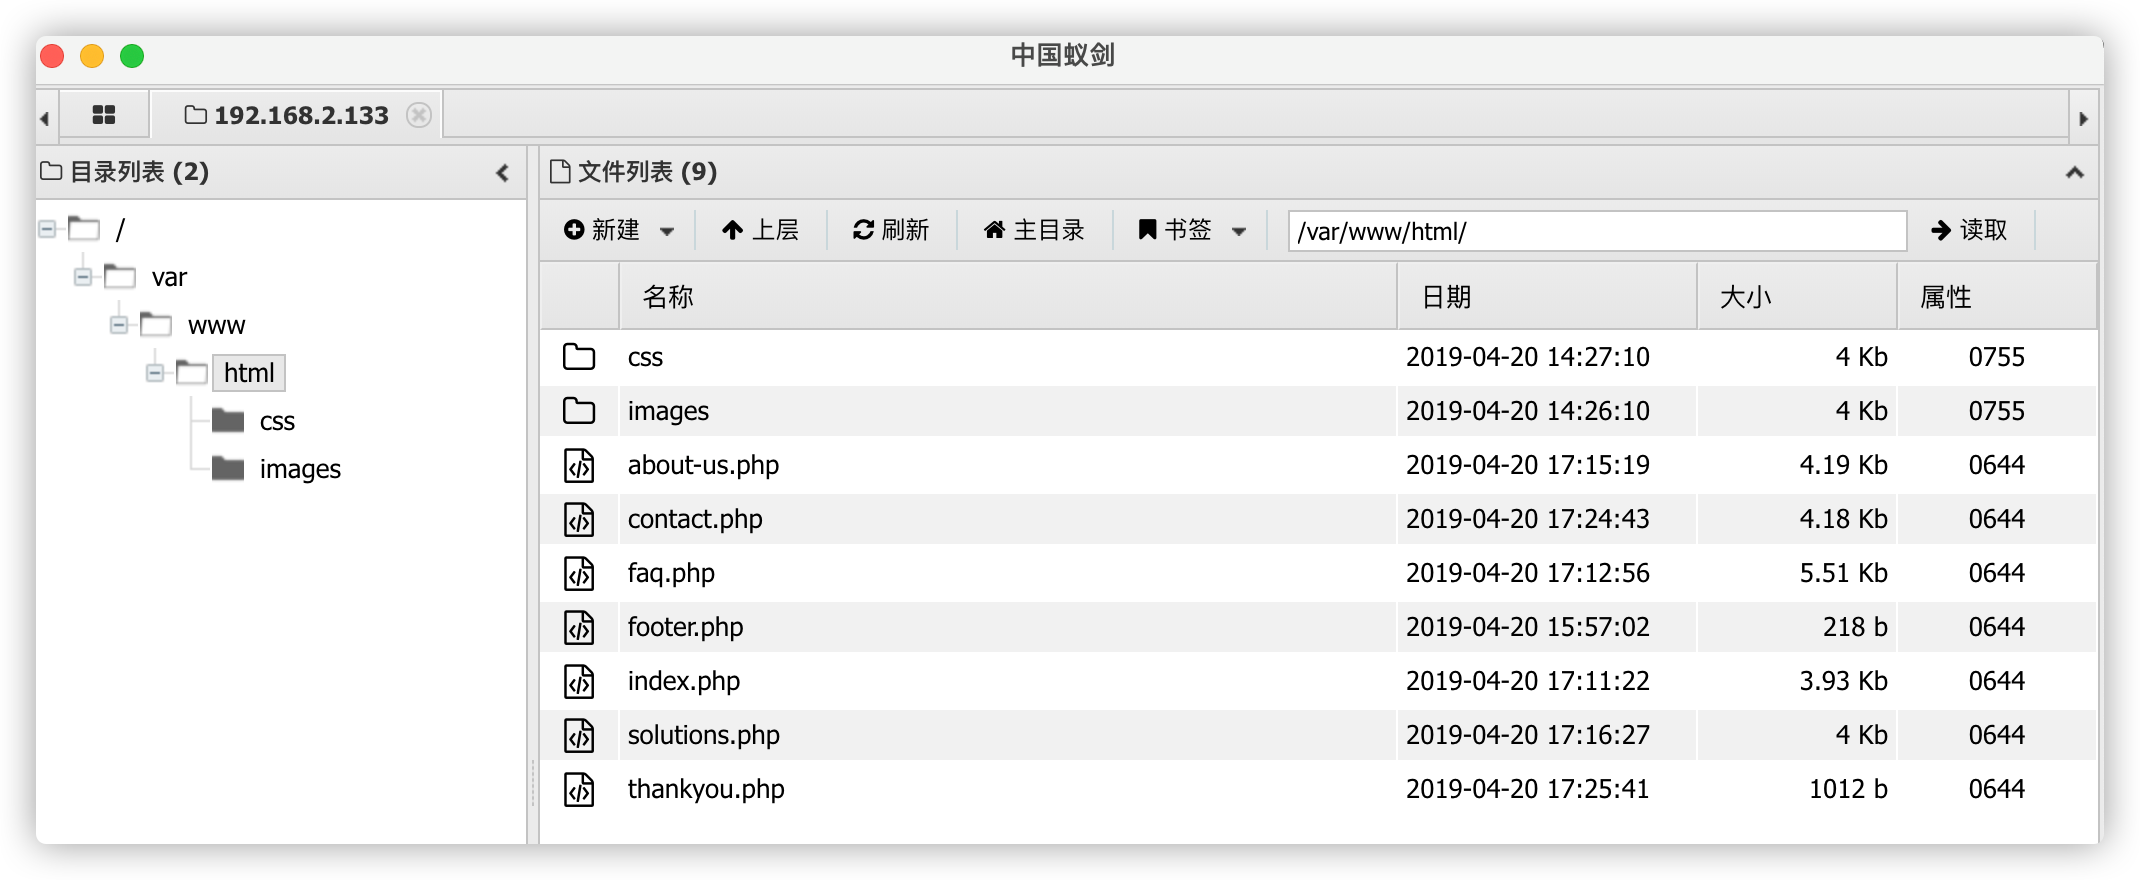 中国蚁剑
192.168.2.133
目录列表 (2)
/
var
www
html
css
images
文件列表 (9)
新建 上层 刷新 主目录 书签 /var/www/html/ 读取
名称 日期 大小 属性
css 2019-04-20 14:27:10 4 Kb 0755
images 2019-04-20 14:26:10 4 Kb 0755
about-us.php 2019-04-20 17:15:19 4.19 Kb 0644
contact.php 2019-04-20 17:24:43 4.18 Kb 0644
faq.php 2019-04-20 17:12:56 5.51 Kb 0644
footer.php 2019-04-20 15:57:02 218 b 0644
index.php 2019-04-20 17:11:22 3.93 Kb 0644
solutions.php 2019-04-20 17:16:27 4 Kb 0644
thankyou.php 2019-04-20 17:25:41 1012 b 0644